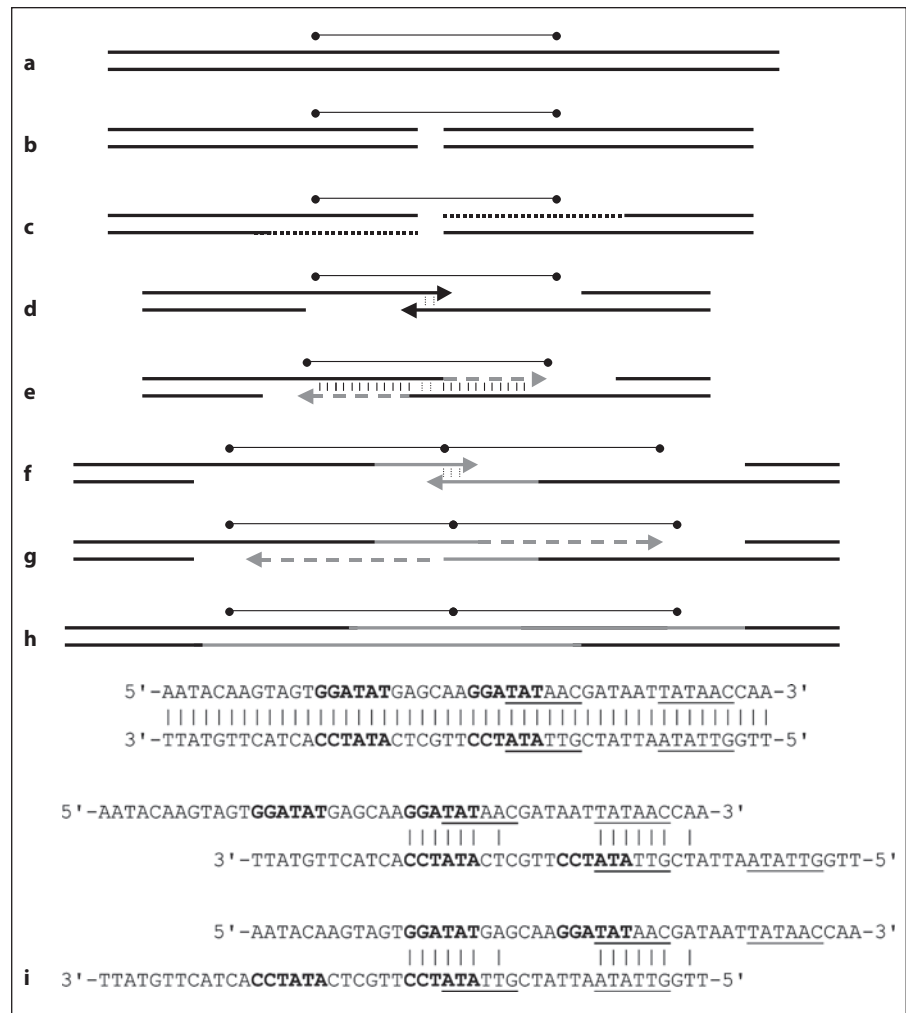 a
b
c
d
e
f
g
h
5'-AATACAAGTAGTGGATATGAGCAAGGATATAACGATAATTATAACCAA-3'
3'-TTATGTTCATCACCTATACTCGTTCCTATATTGCTATTAATATTGGTT-5'
5'-AATACAAGTAGTGGATATGAGCAAGGATATAACGATAATTATAACCAA-3'
3'-TTATGTTCATCACCTATACTCGTTCCTATATTGCTATTAATATTGGTT-5'
5'-AATACAAGTAGTGGATATGAGCAAGGATATAACGATAATTATAACCAA-3'
i 3'-TTATGTTCATCACCTATACTCGTTCCTATATTGCTATTAATATTGGTT-5'